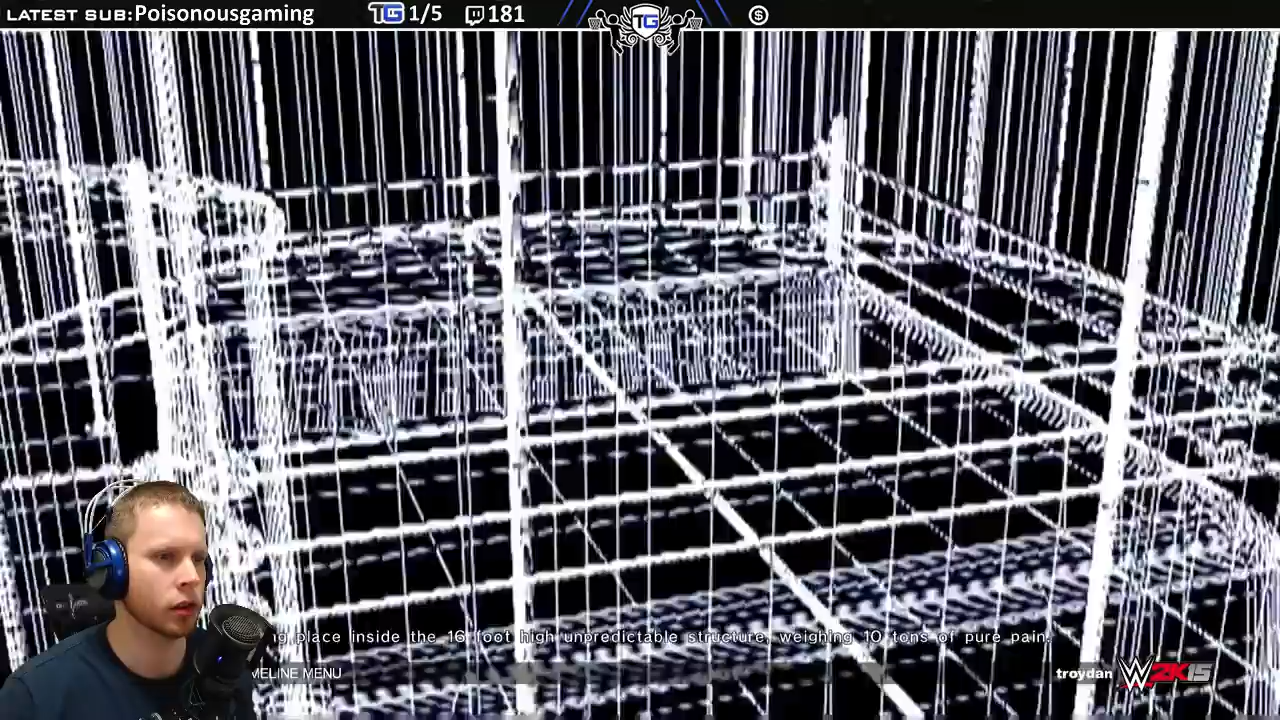 LATEST SUB:Poisonousgaming TG 1/5 181 TG $
place inside the 16 foot high unpredictable structure, weighing 10 tons of pure pain.
MELINE MENU
troydan W 2K15